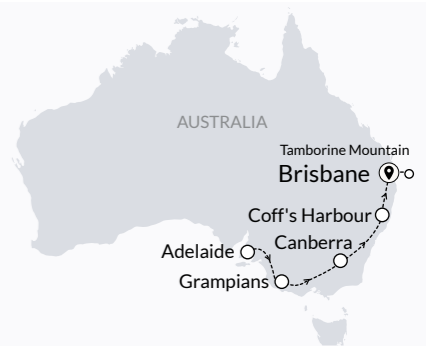 AUSTRALIA
Tamborine Mountain
Brisbane
Coff's Harbour
Canberra
Adelaide
Grampians